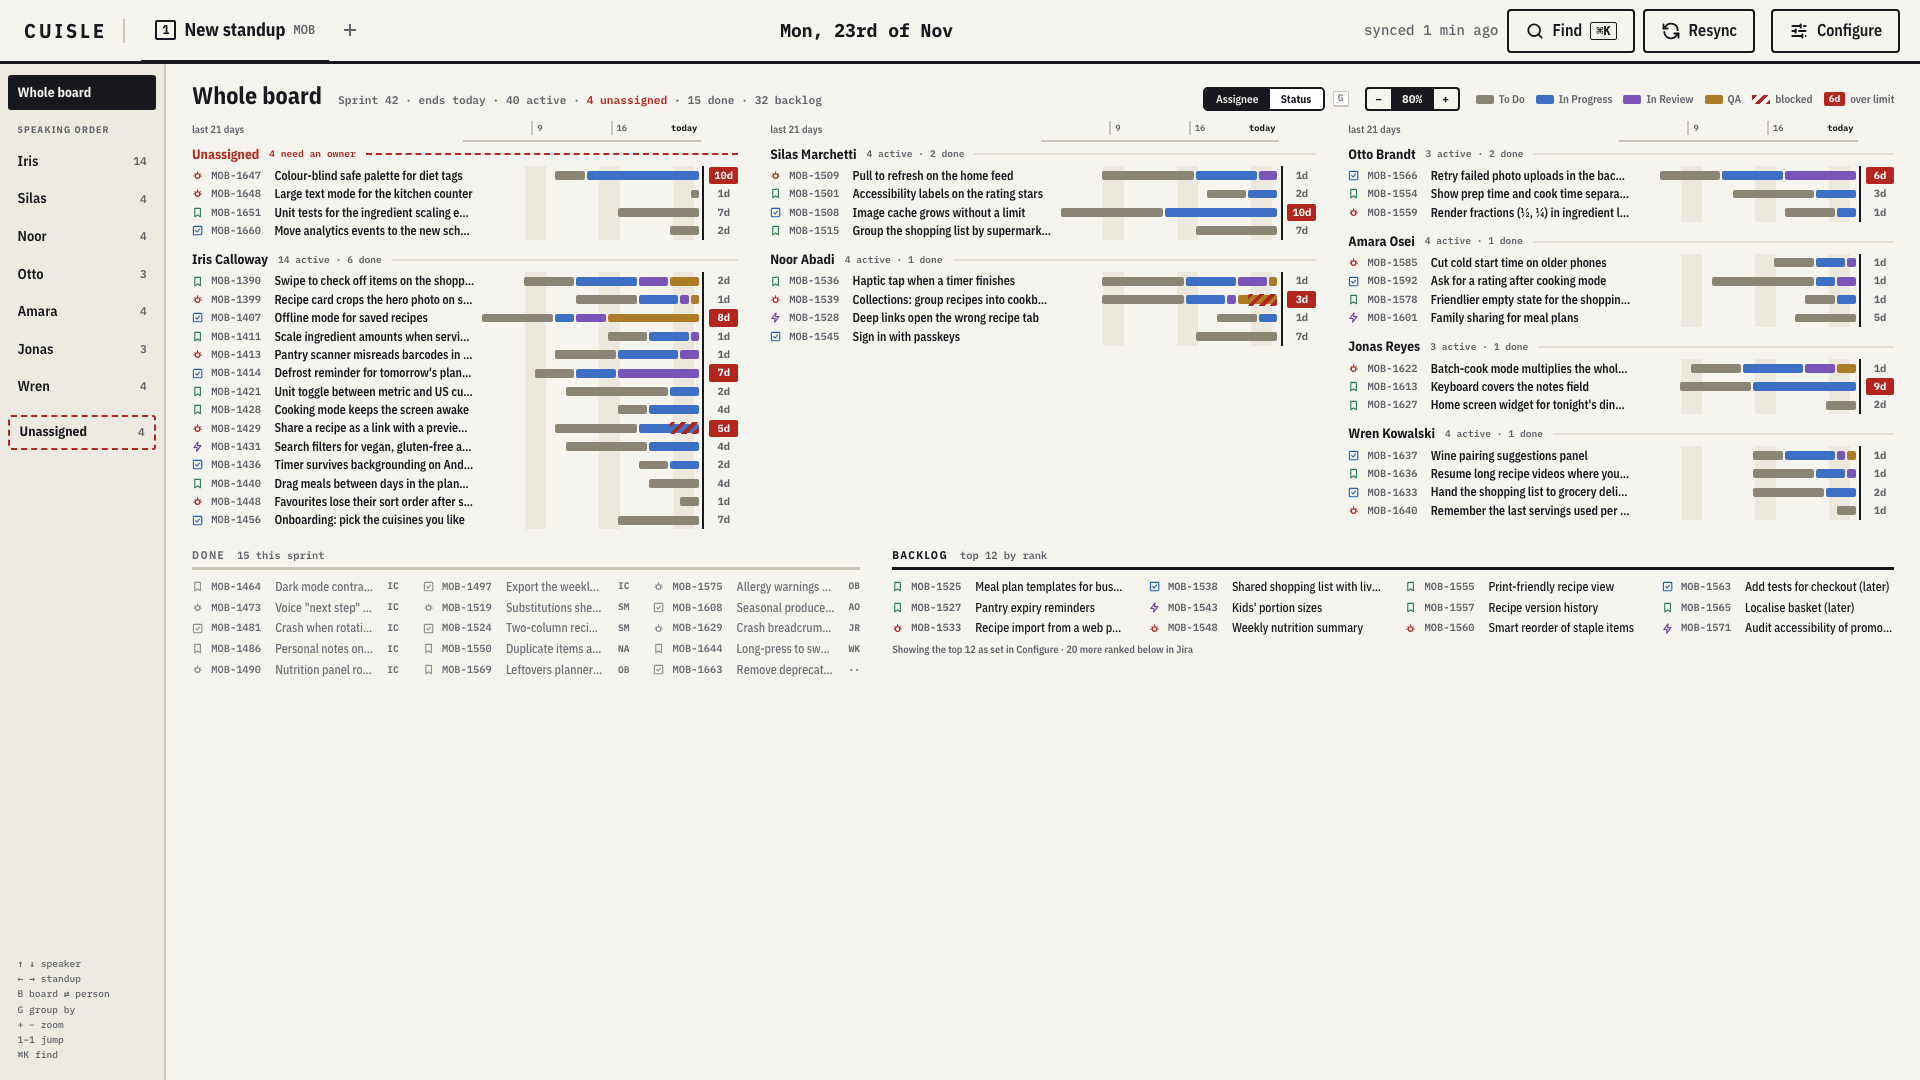 CUISLE
1 New standup MOB
+
Mon, 23rd of Nov
synced 1 min ago
Find ⌘K
Resync
Configure
Whole board
SPEAKING ORDER
Iris 14
Silas 4
Noor 4
Otto 3
Amara 4
Jonas 3
Wren 4
Unassigned 4
↑ ↓ speaker
← → standup
B board ⇄ person
G group by
+ − zoom
1–1 jump
⌘K find
Whole board
Sprint 42 · ends today · 40 active · 4 unassigned · 15 done · 32 backlog
Assignee Status G
− 80% +
To Do In Progress In Review QA blocked 6d over limit
last 21 days 9 16 today
Unassigned 4 need an owner
MOB-1647 Colour-blind safe palette for diet tags 10d
MOB-1648 Large text mode for the kitchen counter 1d
MOB-1651 Unit tests for the ingredient scaling e... 7d
MOB-1660 Move analytics events to the new sch... 2d
Iris Calloway 14 active · 6 done
MOB-1390 Swipe to check off items on the shopp... 2d
MOB-1399 Recipe card crops the hero photo on s... 1d
MOB-1407 Offline mode for saved recipes 8d
MOB-1411 Scale ingredient amounts when servi... 1d
MOB-1413 Pantry scanner misreads barcodes in ... 1d
MOB-1414 Defrost reminder for tomorrow's plan... 7d
MOB-1421 Unit toggle between metric and US cu... 2d
MOB-1428 Cooking mode keeps the screen awake 4d
MOB-1429 Share a recipe as a link with a previe... 5d
MOB-1431 Search filters for vegan, gluten-free a... 4d
MOB-1436 Timer survives backgrounding on And... 2d
MOB-1440 Drag meals between days in the plan... 4d
MOB-1448 Favourites lose their sort order after s... 1d
MOB-1456 Onboarding: pick the cuisines you like 7d
last 21 days 9 16 today
Silas Marchetti 4 active · 2 done
MOB-1509 Pull to refresh on the home feed 1d
MOB-1501 Accessibility labels on the rating stars 2d
MOB-1508 Image cache grows without a limit 10d
MOB-1515 Group the shopping list by supermark... 7d
Noor Abadi 4 active · 1 done
MOB-1536 Haptic tap when a timer finishes 1d
MOB-1539 Collections: group recipes into cookb... 3d
MOB-1528 Deep links open the wrong recipe tab 1d
MOB-1545 Sign in with passkeys 7d
last 21 days 9 16 today
Otto Brandt 3 active · 2 done
MOB-1566 Retry failed photo uploads in the bac... 6d
MOB-1554 Show prep time and cook time separa... 3d
MOB-1559 Render fractions (½, ¼) in ingredient l... 1d
Amara Osei 4 active · 1 done
MOB-1585 Cut cold start time on older phones 1d
MOB-1592 Ask for a rating after cooking mode 1d
MOB-1578 Friendlier empty state for the shoppin... 1d
MOB-1601 Family sharing for meal plans 5d
Jonas Reyes 3 active · 1 done
MOB-1622 Batch-cook mode multiplies the whol... 1d
MOB-1613 Keyboard covers the notes field 9d
MOB-1627 Home screen widget for tonight's din... 2d
Wren Kowalski 4 active · 1 done
MOB-1637 Wine pairing suggestions panel 1d
MOB-1636 Resume long recipe videos where you... 1d
MOB-1633 Hand the shopping list to grocery deli... 2d
MOB-1640 Remember the last servings used per ... 1d
DONE 15 this sprint
MOB-1464 Dark mode contra... IC
MOB-1473 Voice "next step" ... IC
MOB-1481 Crash when rotati... IC
MOB-1486 Personal notes on... IC
MOB-1490 Nutrition panel ro... IC
MOB-1497 Export the weekl... IC
MOB-1519 Substitutions she... SM
MOB-1524 Two-column reci... SM
MOB-1550 Duplicate items a... NA
MOB-1569 Leftovers planner... OB
MOB-1575 Allergy warnings ... OB
MOB-1608 Seasonal produce... AO
MOB-1629 Crash breadcrum... JR
MOB-1644 Long-press to sw... WK
MOB-1663 Remove deprecat... ··
BACKLOG top 12 by rank
MOB-1525 Meal plan templates for bus...
MOB-1527 Pantry expiry reminders
MOB-1533 Recipe import from a web p...
MOB-1538 Shared shopping list with liv...
MOB-1543 Kids' portion sizes
MOB-1548 Weekly nutrition summary
MOB-1555 Print-friendly recipe view
MOB-1557 Recipe version history
MOB-1560 Smart reorder of staple items
MOB-1563 Add tests for checkout (later)
MOB-1565 Localise basket (later)
MOB-1571 Audit accessibility of promo...
Showing the top 12 as set in Configure · 20 more ranked below in Jira